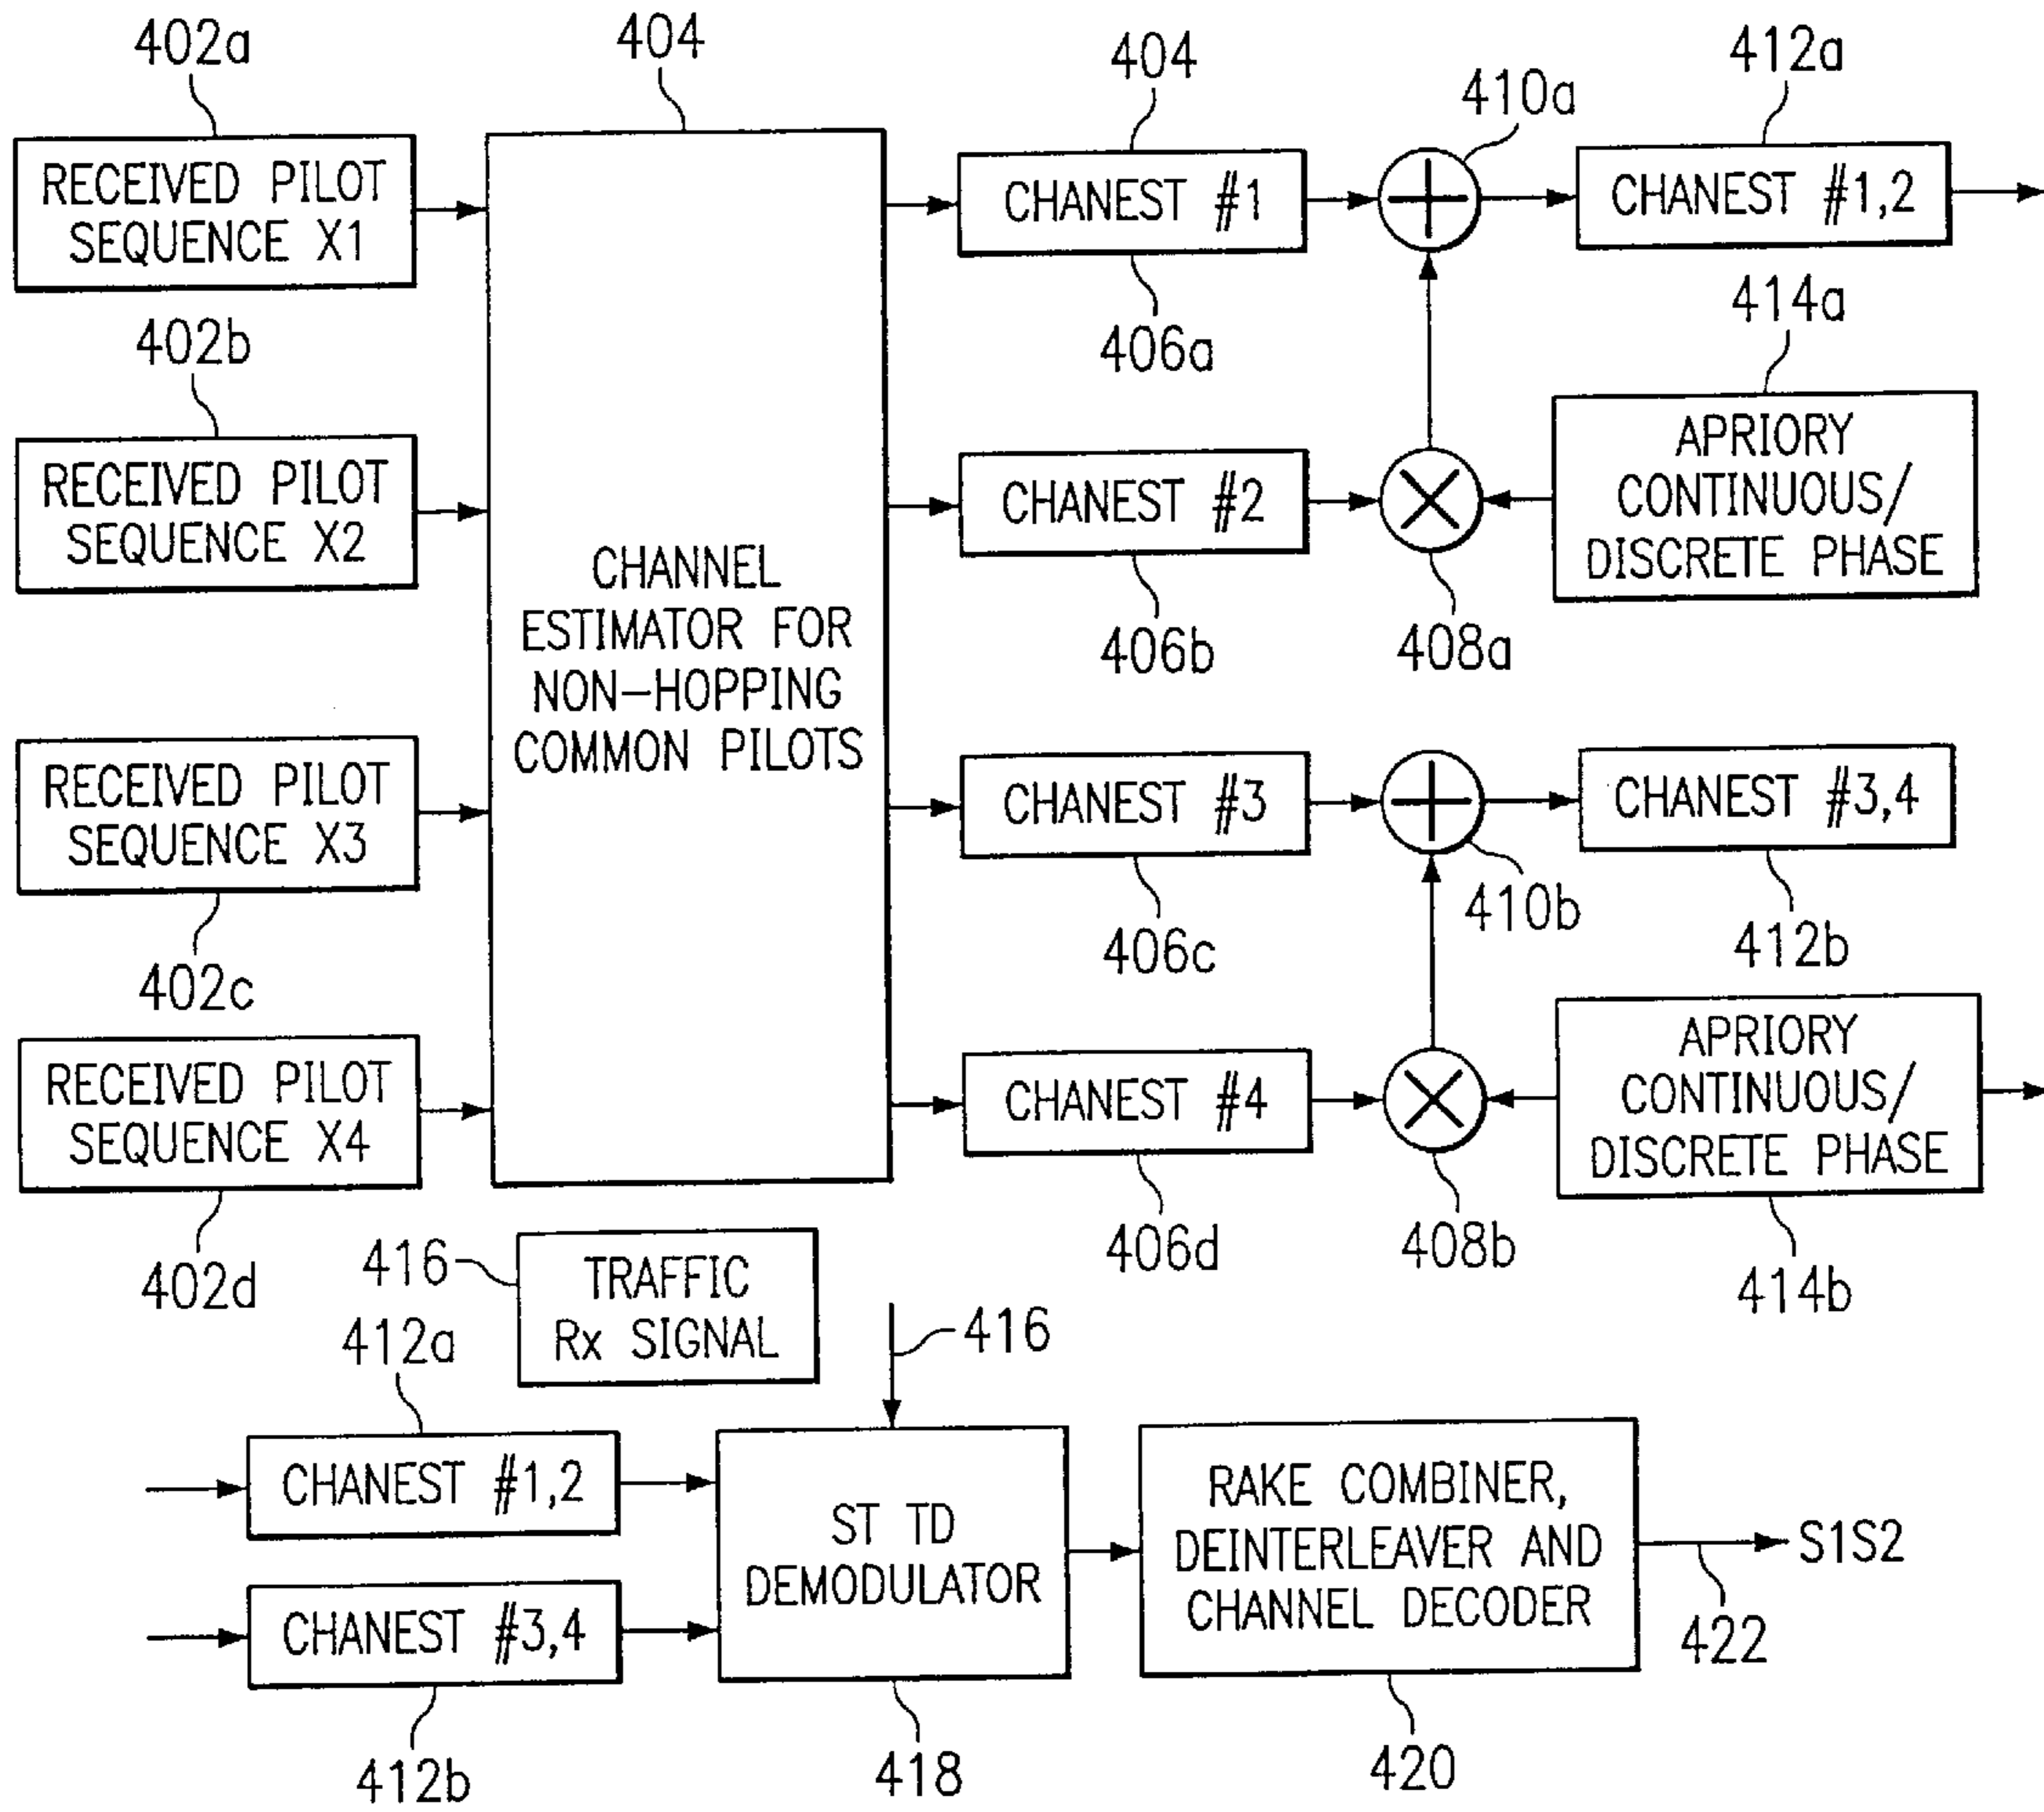 402a
404
404
412a
410a
RECEIVED PILOT
SEQUENCE X1
CHANEST #1
CHANEST #1,2
406a
414a
402b
RECEIVED PILOT
SEQUENCE X2
CHANEST #2
APRIORY
CONTINUOUS/
DISCRETE PHASE
406b
408a
CHANNEL
ESTIMATOR FOR
NON-HOPPING
COMMON PILOTS
RECEIVED PILOT
SEQUENCE X3
CHANEST #3
CHANEST #3,4
410b
402c
406c
412b
RECEIVED PILOT
SEQUENCE X4
CHANEST #4
APRIORY
CONTINUOUS/
DISCRETE PHASE
402d
406d
408b
414b
416
TRAFFIC
Rx SIGNAL
416
412a
CHANEST #1,2
CHANEST #3,4
ST TD
DEMODULATOR
RAKE COMBINER,
DEINTERLEAVER AND
CHANNEL DECODER
S1S2
422
412b
418
420